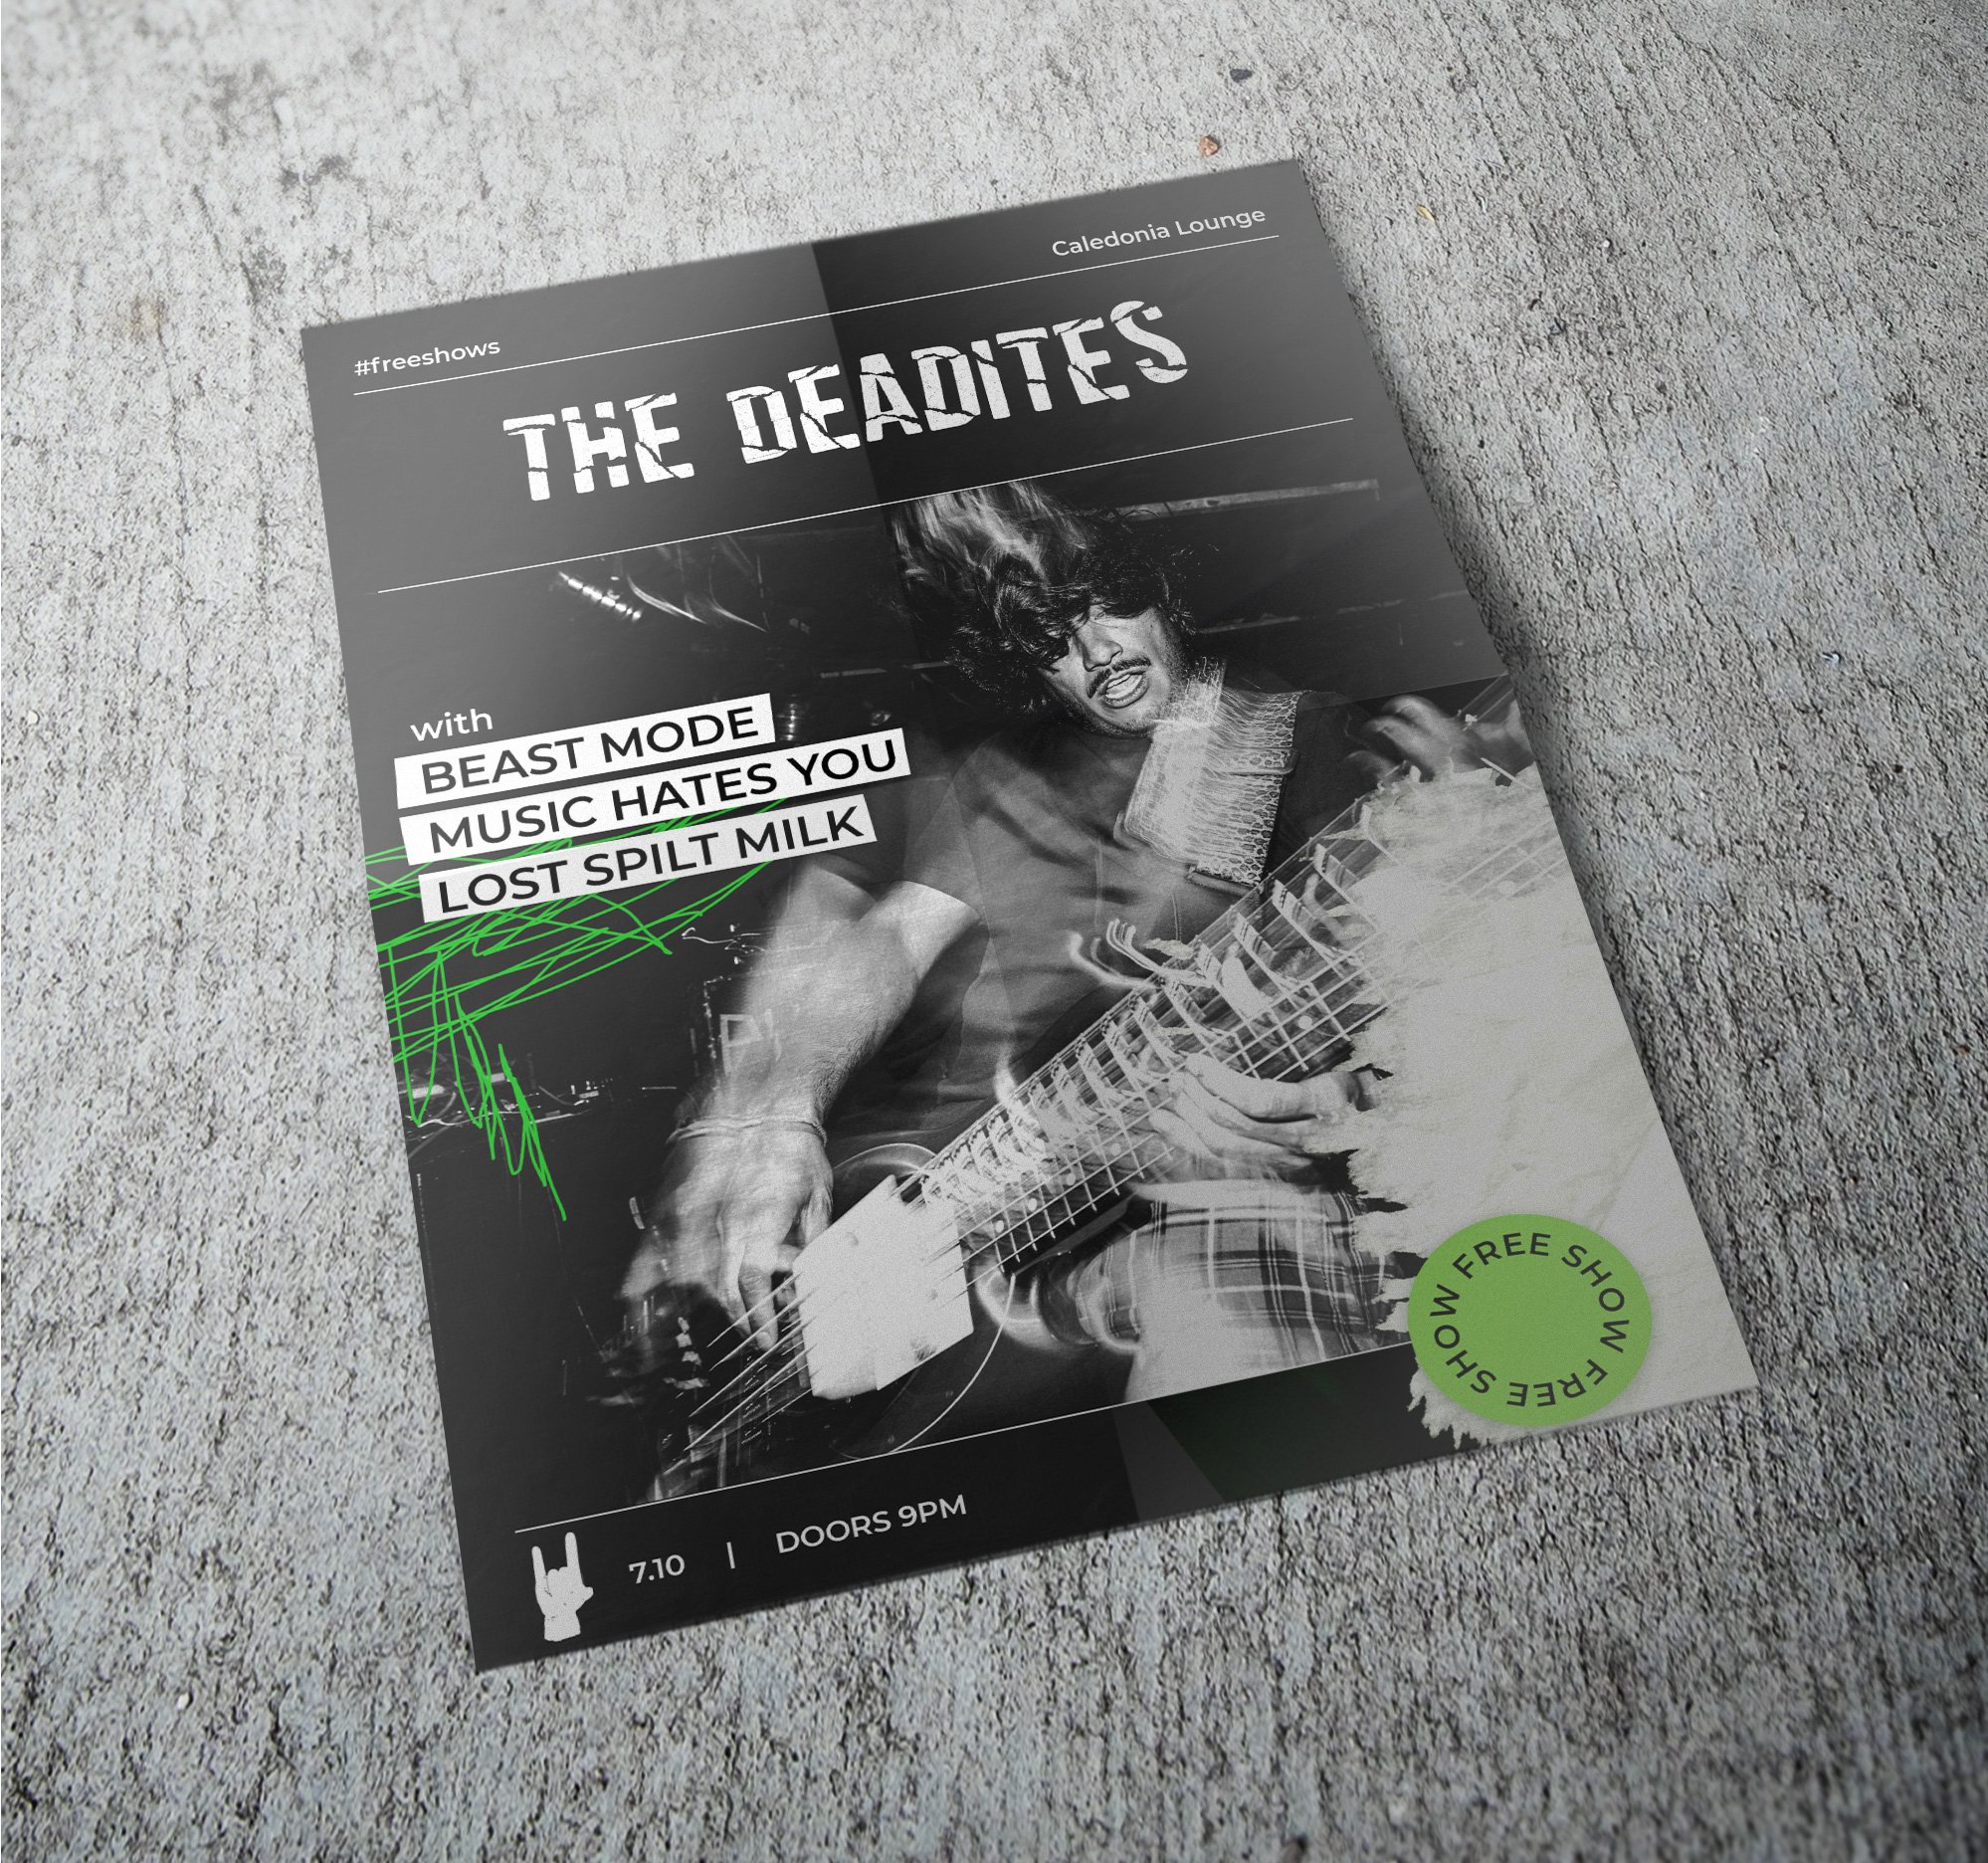 #freeshows
Caledonia Lounge
THE DEADITES
with
BEAST MODE
MUSIC HATES YOU
LOST SPILT MILK
FREE SHOW FREE SHOW
7.10 | DOORS 9PM